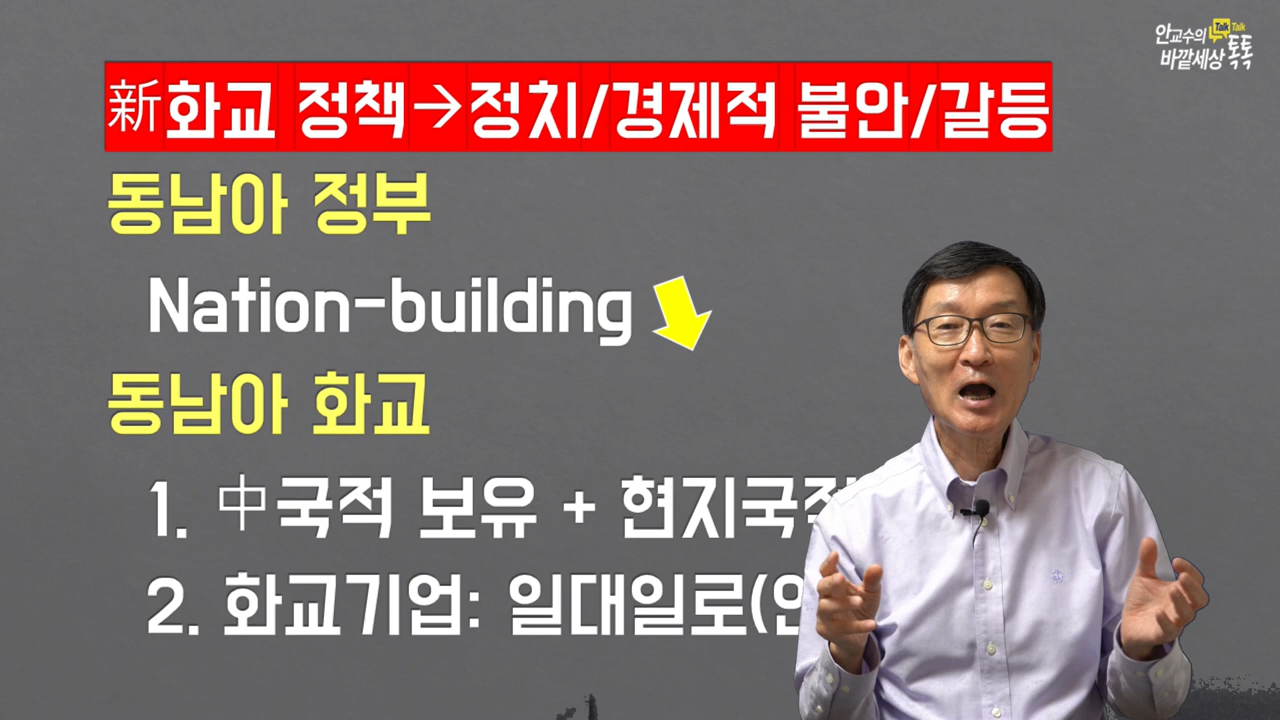 안교수의 Talk Talk
바깥세상 톡톡
新화교 정책→정치/경제적 불안/갈등
동남아 정부
Nation-building
동남아 화교
1. 中국적 보유 + 현지국적
2. 화교기업: 일대일로(